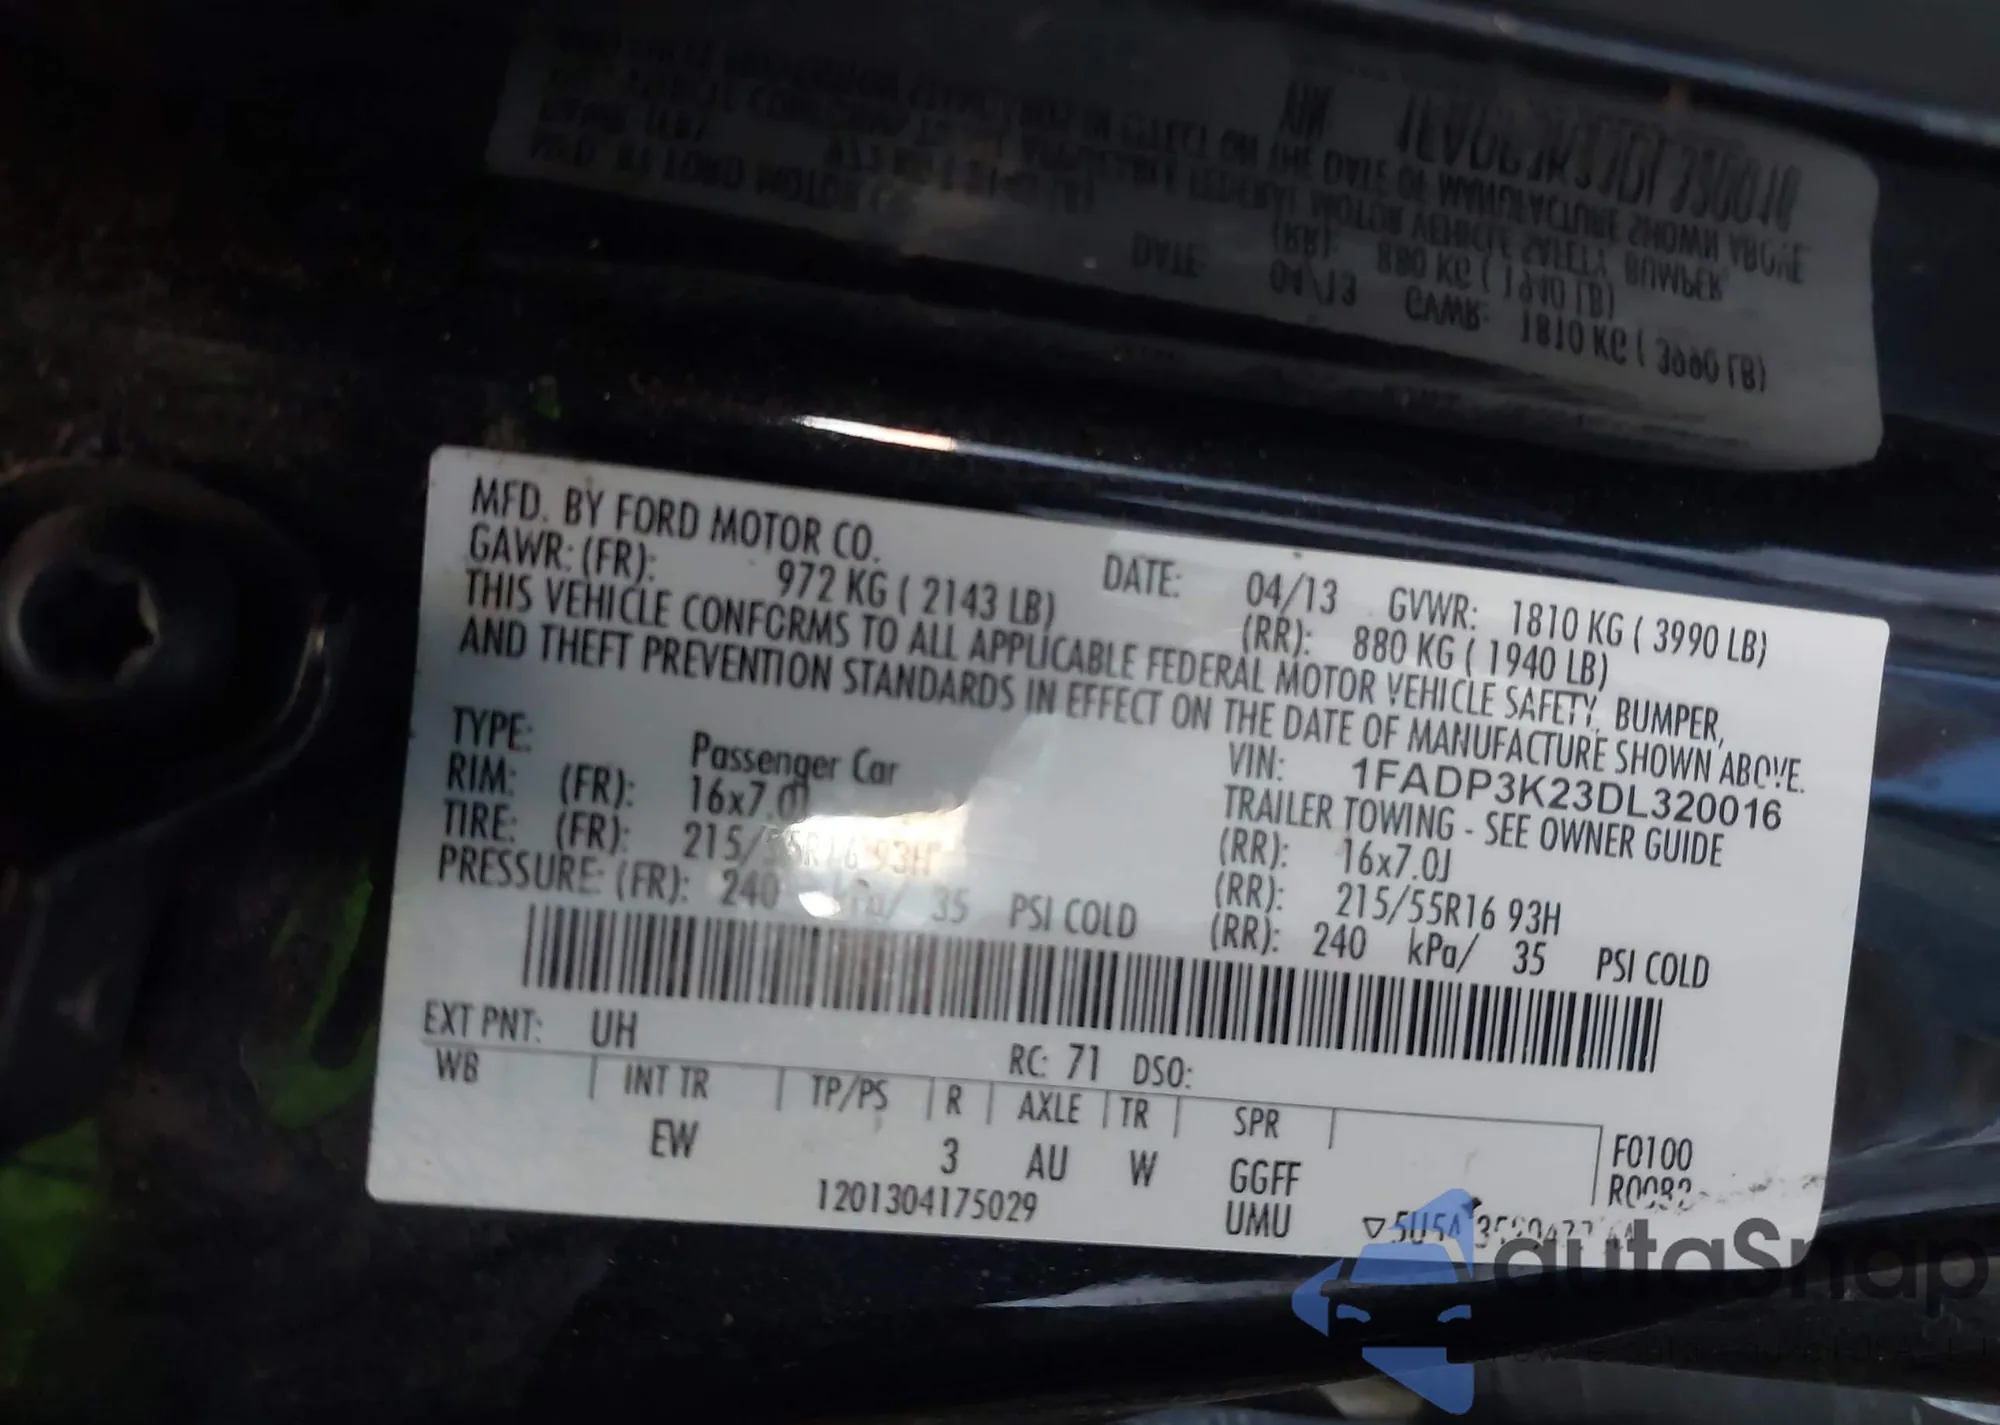 MFD. BY FORD MOTOR CO.
DATE: 04/13 GVWR: 1810 KG ( 3990 LB)
GAWR: (FR): 972 KG ( 2143 LB) (RR): 880 KG ( 1940 LB)
THIS VEHICLE CONFORMS TO ALL APPLICABLE FEDERAL MOTOR VEHICLE SAFETY, BUMPER,
AND THEFT PREVENTION STANDARDS IN EFFECT ON THE DATE OF MANUFACTURE SHOWN ABOVE.
VIN: 1FADP3K23DL320016
TYPE: Passenger Car TRAILER TOWING - SEE OWNER GUIDE
RIM: (FR): 16x7.0J (RR): 16x7.0J
TIRE: (FR): 215/55R16 93H (RR): 215/55R16 93H
PRESSURE: (FR): 240 kPa/ 35 PSI COLD (RR): 240 kPa/ 35 PSI COLD
EXT PNT: UH RC: 71 DSO:
WB INT TR TP/PS R AXLE TR SPR
EW 3 AU W GGFF F0100
1201304175029 UMU
autaSnap